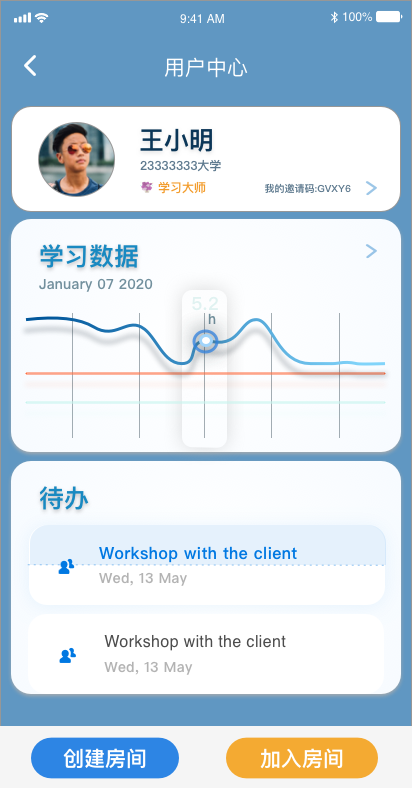 9:41 AM
100%
用户中心
王小明
23333333大学
学习大师
我的邀请码:GVXY6
学习数据
January 07 2020
5.2
h
待办
Workshop with the client
Wed, 13 May
Workshop with the client
Wed, 13 May
创建房间
加入房间